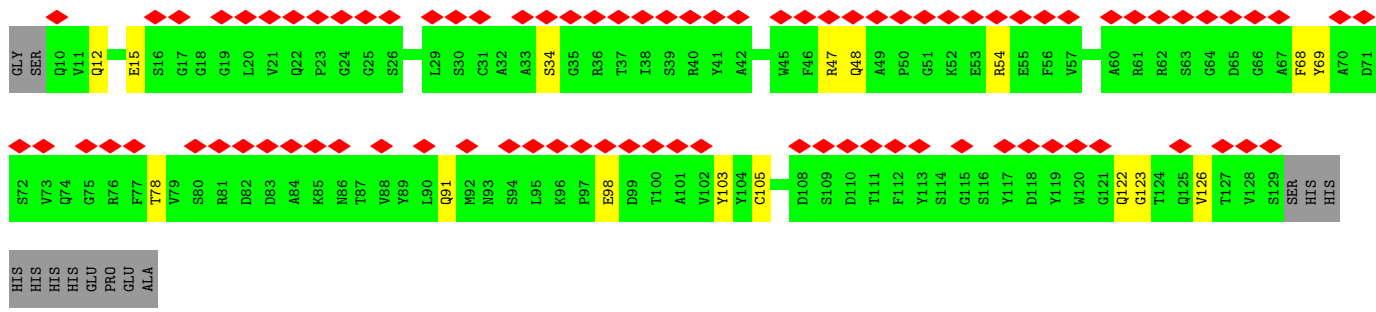 GLY SER Q10 V11 Q12 E15 S16 G17 G18 G19 L20 V21 Q22 P23 G24 G25 S26 L29 S30 C31 A32 A33 S34 G35 R36 T37 I38 S39 R40 Y41 A42 W45 F46 R47 Q48 A49 P50 G51 K52 E53 R54 E55 F56 V57 A60 R61 R62 S63 G64 D65 G66 A67 F68 Y69 A70 D71
S72 V73 Q74 G75 R76 F77 T78 V79 S80 R81 D82 D83 A84 K85 N86 T87 V88 Y89 L90 Q91 M92 N93 S94 L95 K96 P97 E98 D99 T100 A101 V102 Y103 Y104 C105 D108 S109 D110 T111 F112 Y113 S114 G115 S116 Y117 D118 Y119 W120 G121 Q122 G123 T124 Q125 V126 T127 V128 S129 SER HIS HIS
HIS HIS HIS HIS GLU PRO GLU ALA